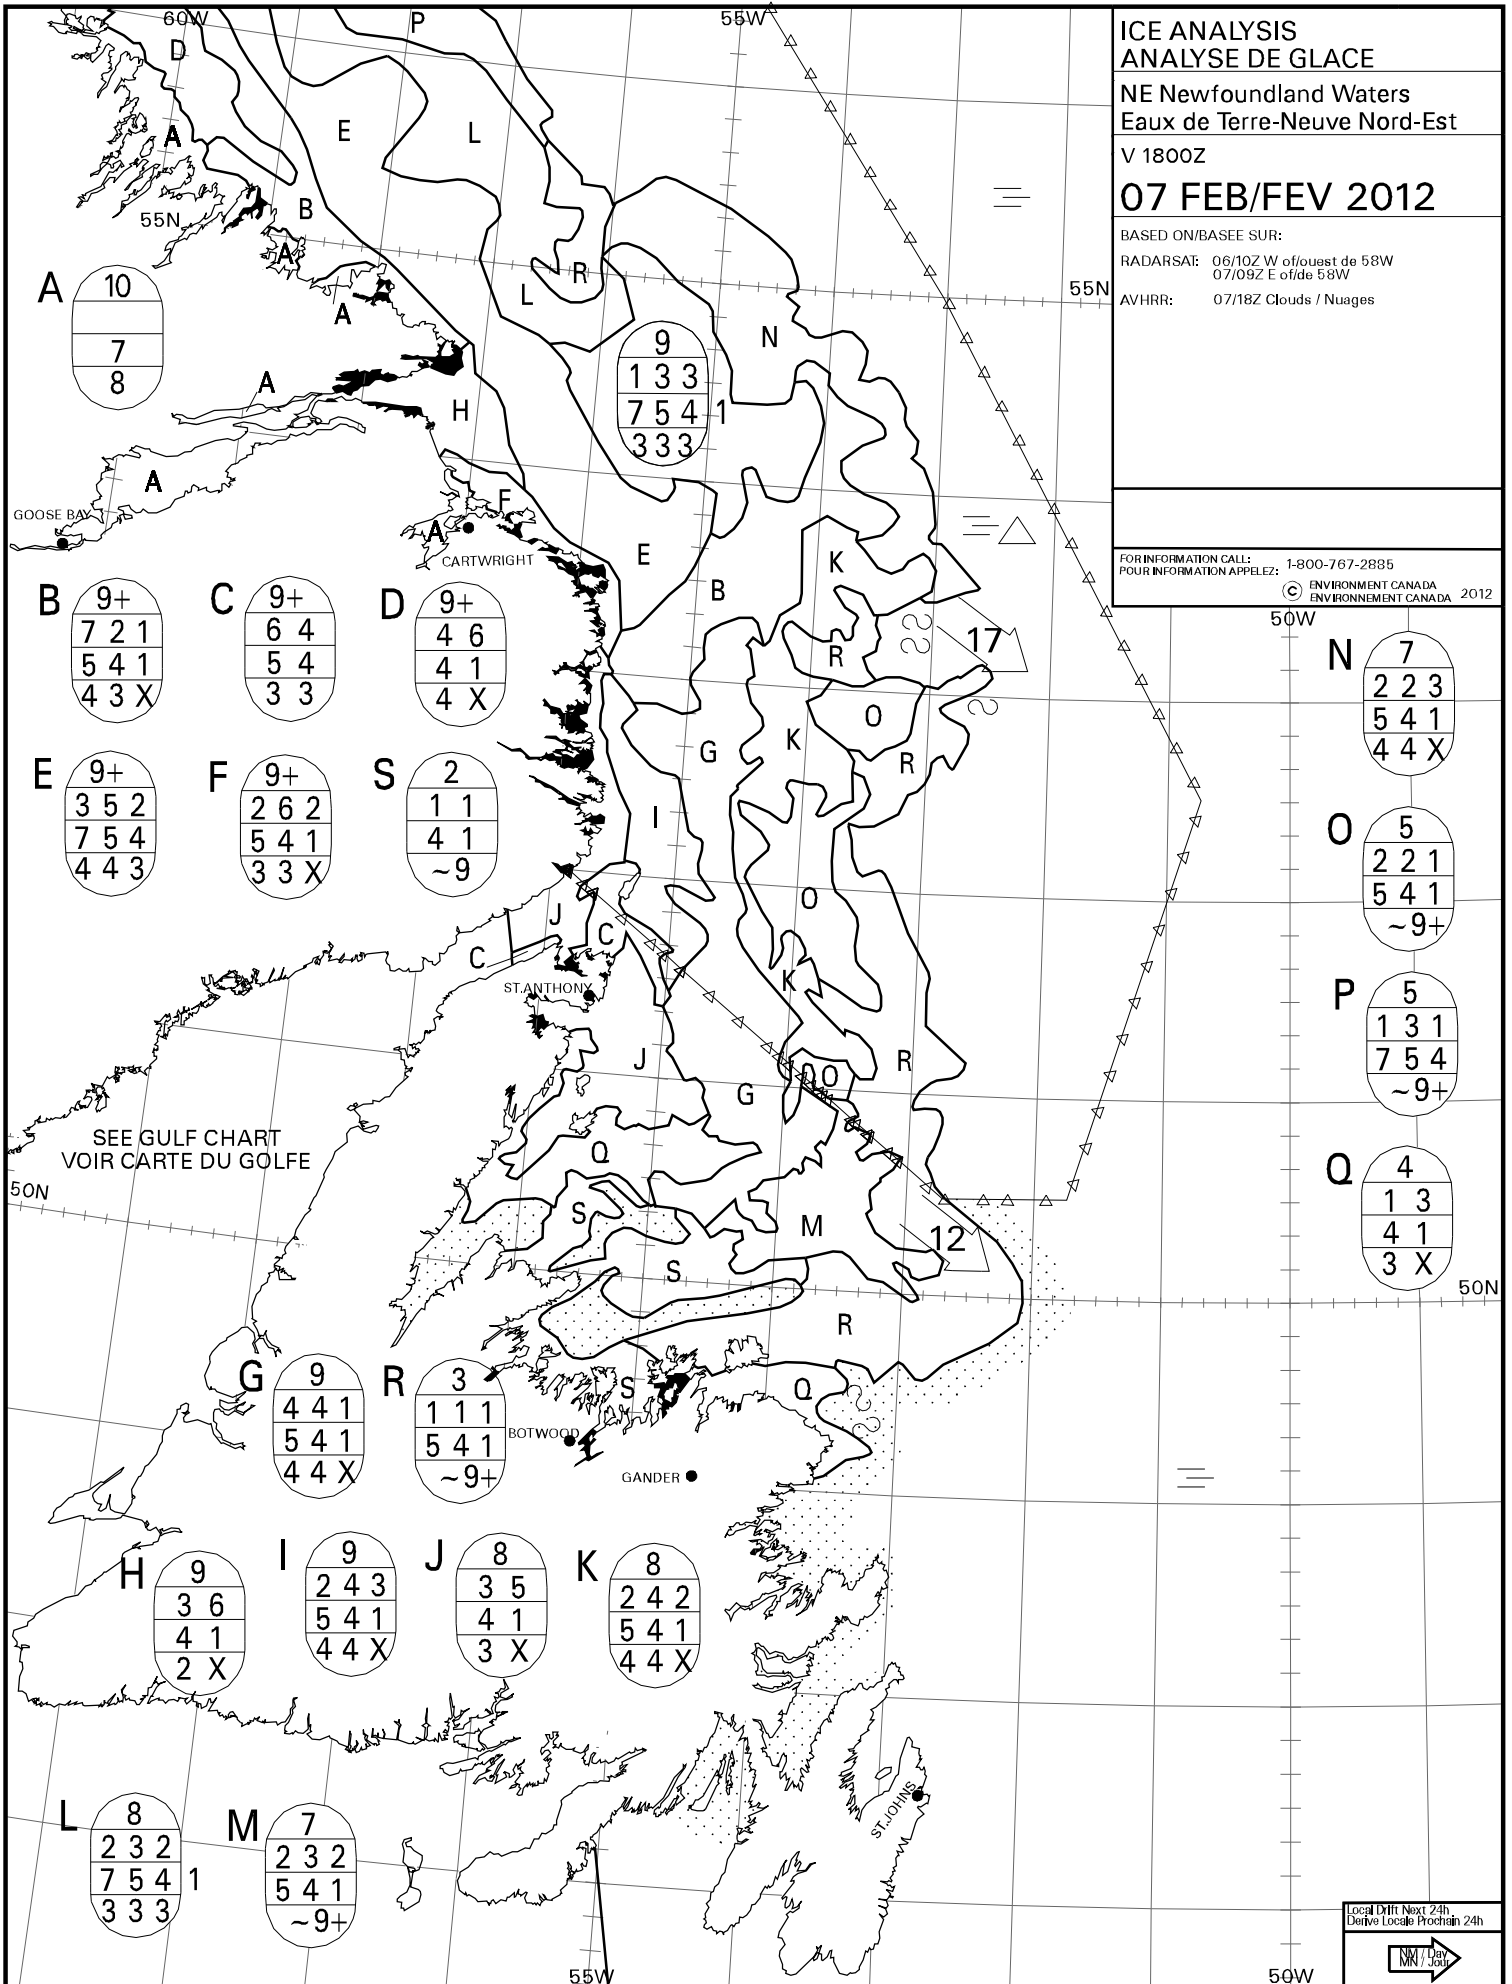 60W
P
55W
D
ICE ANALYSIS
ANALYSE DE GLACE
NE Newfoundland Waters
Eaux de Terre-Neuve Nord-Est
V 1800Z
07 FEB/FEV 2012
BASED ON/BASEE SUR:
RADARSAT: 06/10Z W of/ouest de 58W
07/09Z E of/de 58W
AVHRR: 07/18Z Clouds / Nuages
FOR INFORMATION CALL: 1-800-767-2885
POUR INFORMATION APPELEZ:
© ENVIRONMENT CANADA
ENVIRONNEMENT CANADA 2012
A
E
L
B
55N
A
R
L
A
55N
N
A
10
7
8
9
1 3 3
7 5 4 1
3 3 3
A
H
A
F
GOOSE BAY
A
CARTWRIGHT
E
K
B
50W
B
9+
7 2 1
5 4 1
4 3 X
C
9+
6 4
5 4
3 3
D
9+
4 6
4 1
4 X
R
17
N
7
2 2 3
5 4 1
4 4 X
O
K
G
R
E
9+
3 5 2
7 5 4
4 4 3
F
9+
2 6 2
5 4 1
3 3 X
S
2
1 1
4 1
~9
I
O
5
2 2 1
5 4 1
~9+
O
J
C
C
ST.ANTHONY
K
P
5
1 3 1
7 5 4
~9+
J
R
O
O
G
SEE GULF CHART
VOIR CARTE DU GOLFE
50N
Q
Q
4
1 3
4 1
3 X
S
M
12
S
50N
R
G
9
4 4 1
5 4 1
4 4 X
R
3
1 1 1
5 4 1
~9+
S
Q
BOTWOOD
GANDER
H
9
3 6
4 1
2 X
I
9
2 4 3
5 4 1
4 4 X
J
8
3 5
4 1
3 X
K
8
2 4 2
5 4 1
4 4 X
ST.JOHNS
L
8
2 3 2
7 5 4 1
3 3 3
M
7
2 3 2
5 4 1
~9+
Local Drift Next 24h
Derive Locale Prochain 24h
NM / Day
MN / Jour
55W
50W